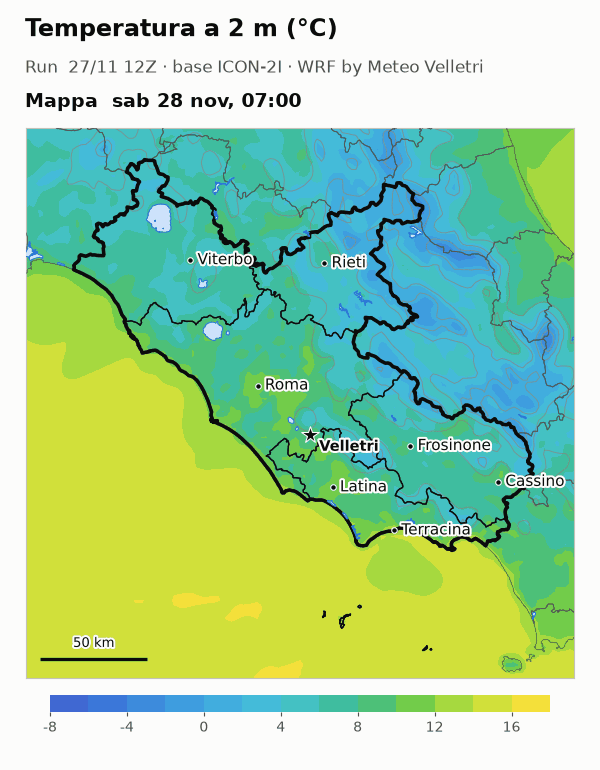 Temperatura a 2 m (°C)
Run  27/11 12Z · base ICON-2I · WRF by Meteo Velletri
Mappa  sab 28 nov, 07:00
Viterbo
Rieti
Roma
Velletri
Frosinone
Cassino
Latina
Terracina
50 km
-8 -4 0 4 8 12 16